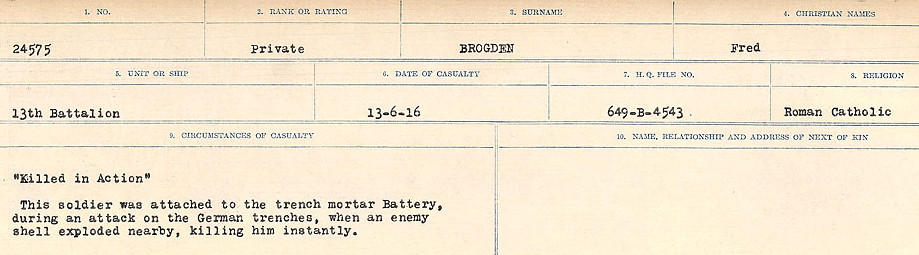 1. NO. 2. RANK OR RATING 3. SURNAME 4. CHRISTIAN NAMES
24575 Private BROGDEN Fred
5. UNIT OR SHIP 6. DATE OF CASUALTY 7. H.Q. FILE NO. 8. RELIGION
13th Battalion 13-6-16 649-B-4543. Roman Catholic
9. CIRCUMSTANCES OF CASUALTY 10. NAME, RELATIONSHIP AND ADDRESS OF NEXT OF KIN
"Killed in Action"
This soldier was attached to the trench mortar Battery,
during an attack on the German trenches, when an enemy
shell exploded nearby, killing him instantly.